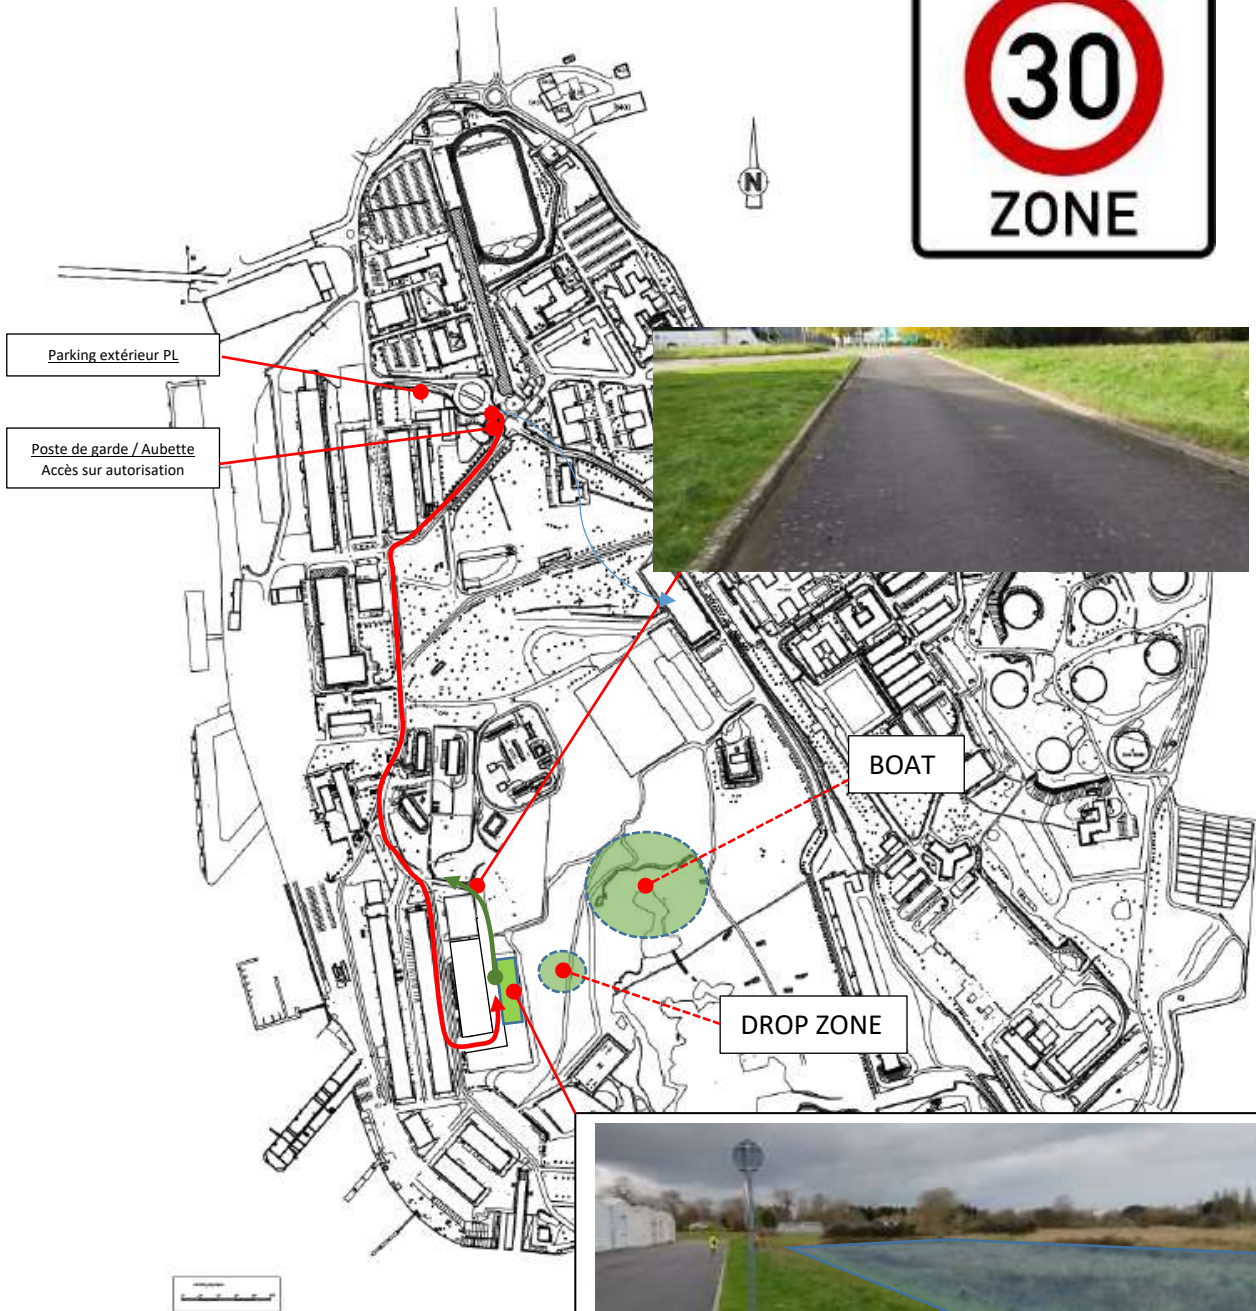 30
ZONE
N
Parking extérieur PL
Poste de garde / Aubette
Accès sur autorisation
BOAT
DROP ZONE